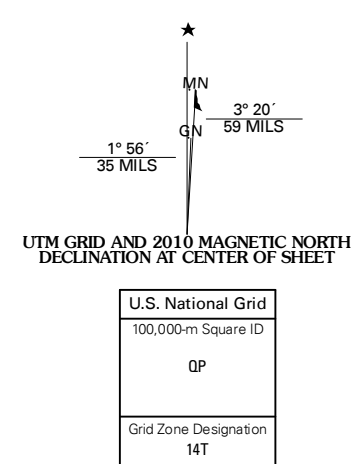 ★
MN
3° 20´
59 MILS
GN
1° 56´
35 MILS
UTM GRID AND 2010 MAGNETIC NORTH
DECLINATION AT CENTER OF SHEET
U.S. National Grid
100,000-m Square ID
QP
Grid Zone Designation
14T